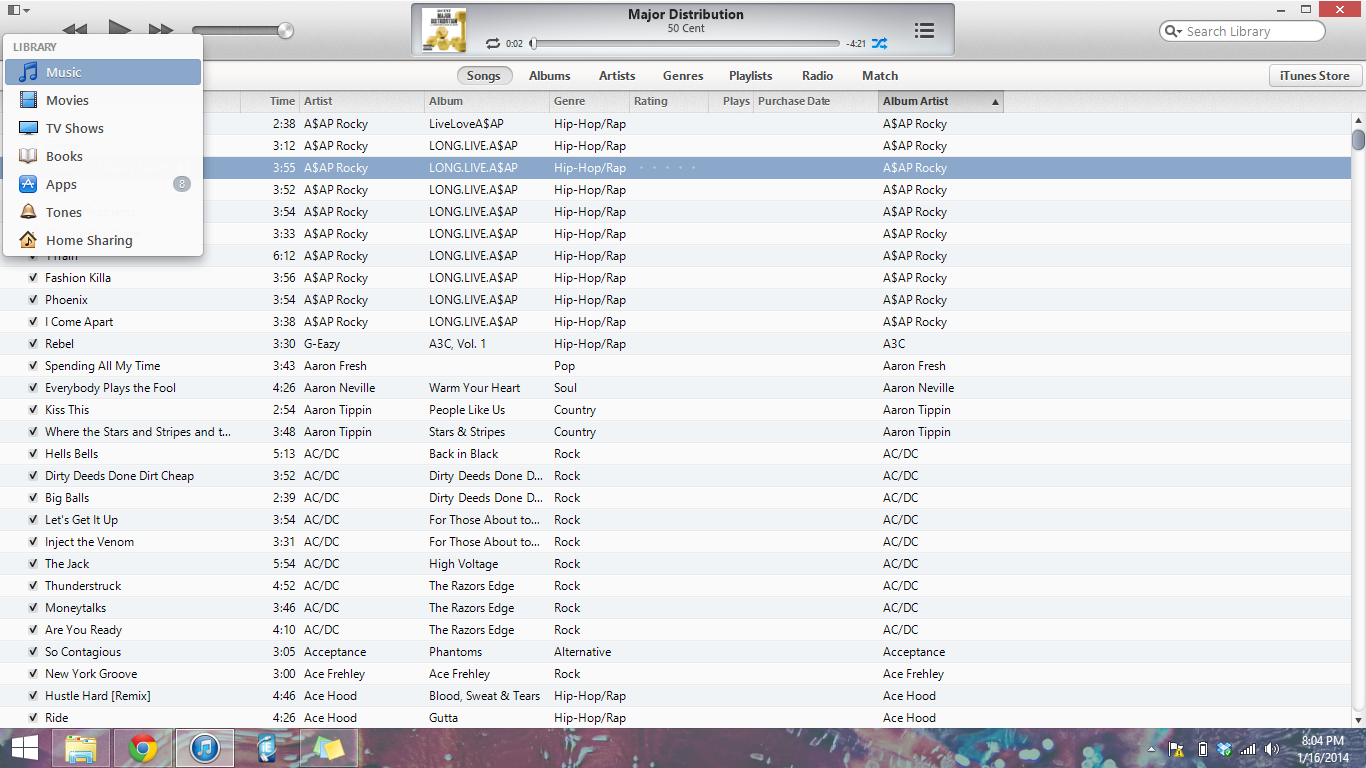 Major Distribution
50 Cent
0:02 -4:21
Search Library
LIBRARY
Music
Movies
TV Shows
Books
Apps 8
Tones
Home Sharing
Songs Albums Artists Genres Playlists Radio Match iTunes Store
Time Artist Album Genre Rating Plays Purchase Date Album Artist
2:38 A$AP Rocky LiveLoveA$AP Hip-Hop/Rap A$AP Rocky
3:12 A$AP Rocky LONG.LIVE.A$AP Hip-Hop/Rap A$AP Rocky
3:55 A$AP Rocky LONG.LIVE.A$AP Hip-Hop/Rap A$AP Rocky
3:52 A$AP Rocky LONG.LIVE.A$AP Hip-Hop/Rap A$AP Rocky
3:54 A$AP Rocky LONG.LIVE.A$AP Hip-Hop/Rap A$AP Rocky
3:33 A$AP Rocky LONG.LIVE.A$AP Hip-Hop/Rap A$AP Rocky
6:12 A$AP Rocky LONG.LIVE.A$AP Hip-Hop/Rap A$AP Rocky
Fashion Killa 3:56 A$AP Rocky LONG.LIVE.A$AP Hip-Hop/Rap A$AP Rocky
Phoenix 3:54 A$AP Rocky LONG.LIVE.A$AP Hip-Hop/Rap A$AP Rocky
I Come Apart 3:38 A$AP Rocky LONG.LIVE.A$AP Hip-Hop/Rap A$AP Rocky
Rebel 3:30 G-Eazy A3C, Vol. 1 Hip-Hop/Rap A3C
Spending All My Time 3:43 Aaron Fresh Pop Aaron Fresh
Everybody Plays the Fool 4:26 Aaron Neville Warm Your Heart Soul Aaron Neville
Kiss This 2:54 Aaron Tippin People Like Us Country Aaron Tippin
Where the Stars and Stripes and t... 3:48 Aaron Tippin Stars & Stripes Country Aaron Tippin
Hells Bells 5:13 AC/DC Back in Black Rock AC/DC
Dirty Deeds Done Dirt Cheap 3:52 AC/DC Dirty Deeds Done D... Rock AC/DC
Big Balls 2:39 AC/DC Dirty Deeds Done D... Rock AC/DC
Let's Get It Up 3:54 AC/DC For Those About to... Rock AC/DC
Inject the Venom 3:31 AC/DC For Those About to... Rock AC/DC
The Jack 5:54 AC/DC High Voltage Rock AC/DC
Thunderstruck 4:52 AC/DC The Razors Edge Rock AC/DC
Moneytalks 3:46 AC/DC The Razors Edge Rock AC/DC
Are You Ready 4:10 AC/DC The Razors Edge Rock AC/DC
So Contagious 3:05 Acceptance Phantoms Alternative Acceptance
New York Groove 3:00 Ace Frehley Ace Frehley Rock Ace Frehley
Hustle Hard [Remix] 4:46 Ace Hood Blood, Sweat & Tears Hip-Hop/Rap Ace Hood
Ride 4:26 Ace Hood Gutta Hip-Hop/Rap Ace Hood
8:04 PM
1/16/2014